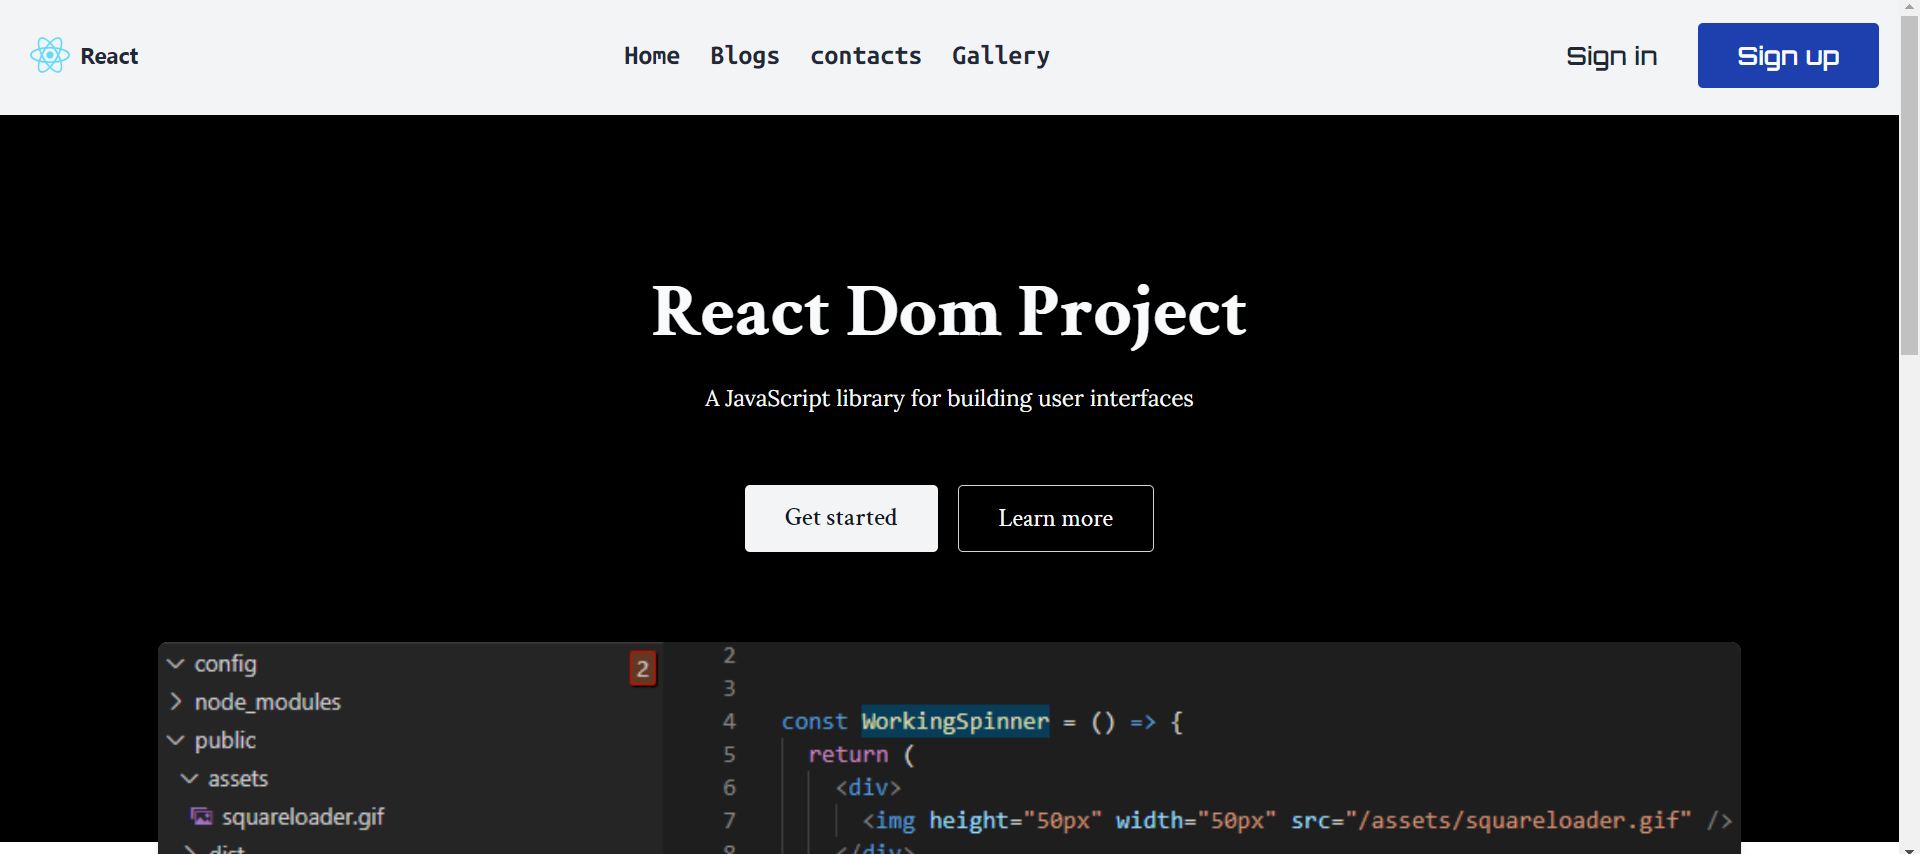 React
Home Blogs contacts Gallery
Sign in
Sign up
React Dom Project
A JavaScript library for building user interfaces
Get started
Learn more
config 2
node_modules
public
assets
squareloader.gif
dist
2
3
4 const WorkingSpinner = () => {
5 return (
6 <div>
7 <img height="50px" width="50px" src="/assets/squareloader.gif" />
8 </div>